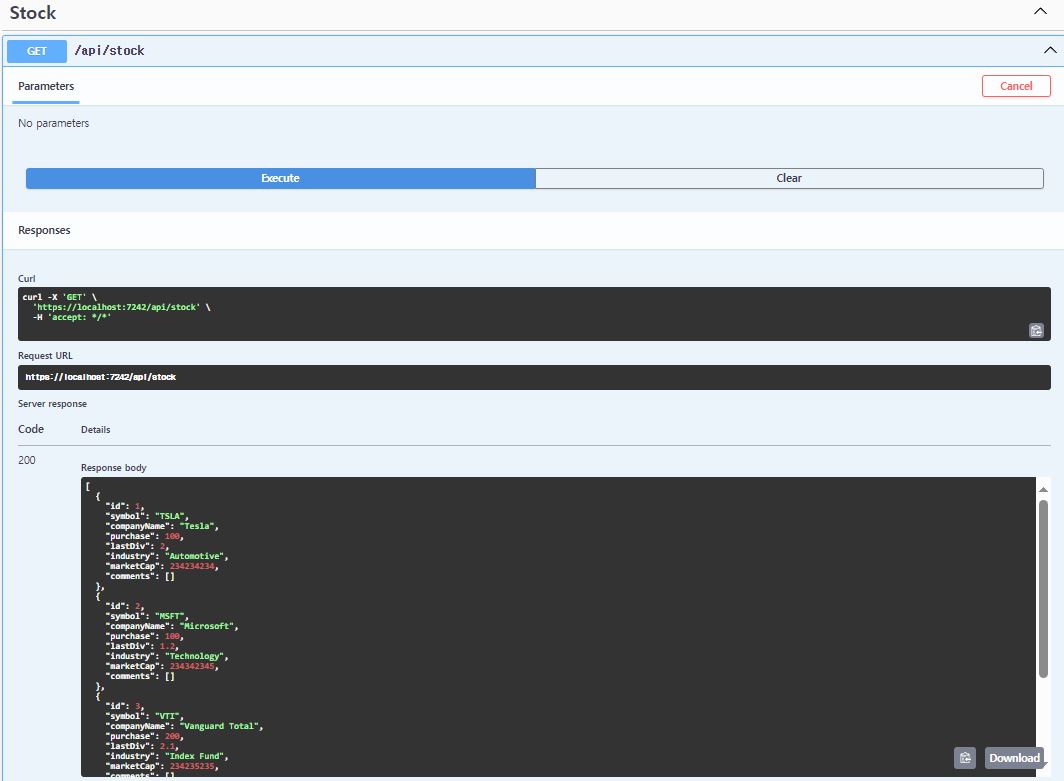 Stock
GET /api/stock
Parameters
Cancel
No parameters
Execute
Clear
Responses
Curl
curl -X 'GET' \
  'https://localhost:7242/api/stock' \
  -H 'accept: */*'
Request URL
https://localhost:7242/api/stock
Server response
Code Details
200
Response body
[
  {
    "id": 1,
    "symbol": "TSLA",
    "companyName": "Tesla",
    "purchase": 100,
    "lastDiv": 2,
    "industry": "Automotive",
    "marketCap": 234234234,
    "comments": []
  },
  {
    "id": 2,
    "symbol": "MSFT",
    "companyName": "Microsoft",
    "purchase": 100,
    "lastDiv": 1.2,
    "industry": "Technology",
    "marketCap": 234342345,
    "comments": []
  },
  {
    "id": 3,
    "symbol": "VTI",
    "companyName": "Vanguard Total",
    "purchase": 200,
    "lastDiv": 2.1,
    "industry": "Index Fund",
    "marketCap": 234235235,
    "comments": []
Download